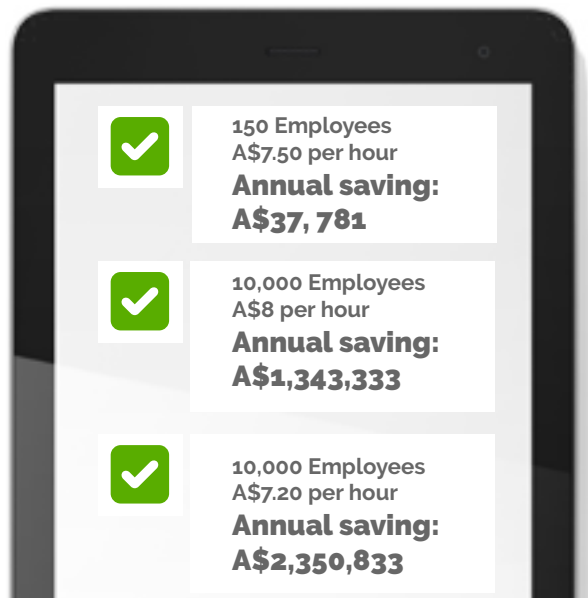 150 Employees
A$7.50 per hour
Annual saving:
A$37, 781
10,000 Employees
A$8 per hour
Annual saving:
A$1,343,333
10,000 Employees
A$7.20 per hour
Annual saving:
A$2,350,833